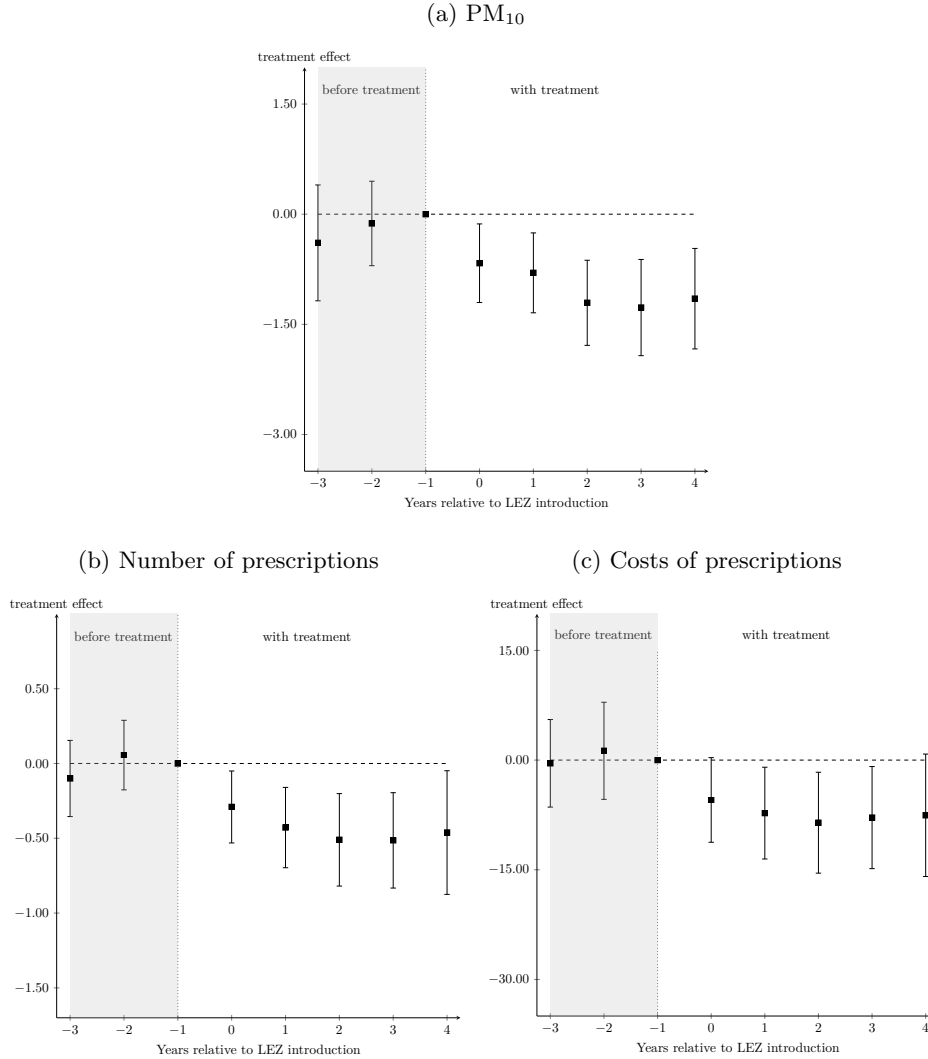 (a) PM₁₀
treatment effect
before treatment with treatment
1.50
0.00
−1.50
−3.00
−3 −2 −1 0 1 2 3 4
Years relative to LEZ introduction
(b) Number of prescriptions
treatment effect
before treatment with treatment
0.50
0.00
−0.50
−1.00
−1.50
−3 −2 −1 0 1 2 3 4
Years relative to LEZ introduction
(c) Costs of prescriptions
treatment effect
before treatment with treatment
15.00
0.00
−15.00
−30.00
−3 −2 −1 0 1 2 3 4
Years relative to LEZ introduction